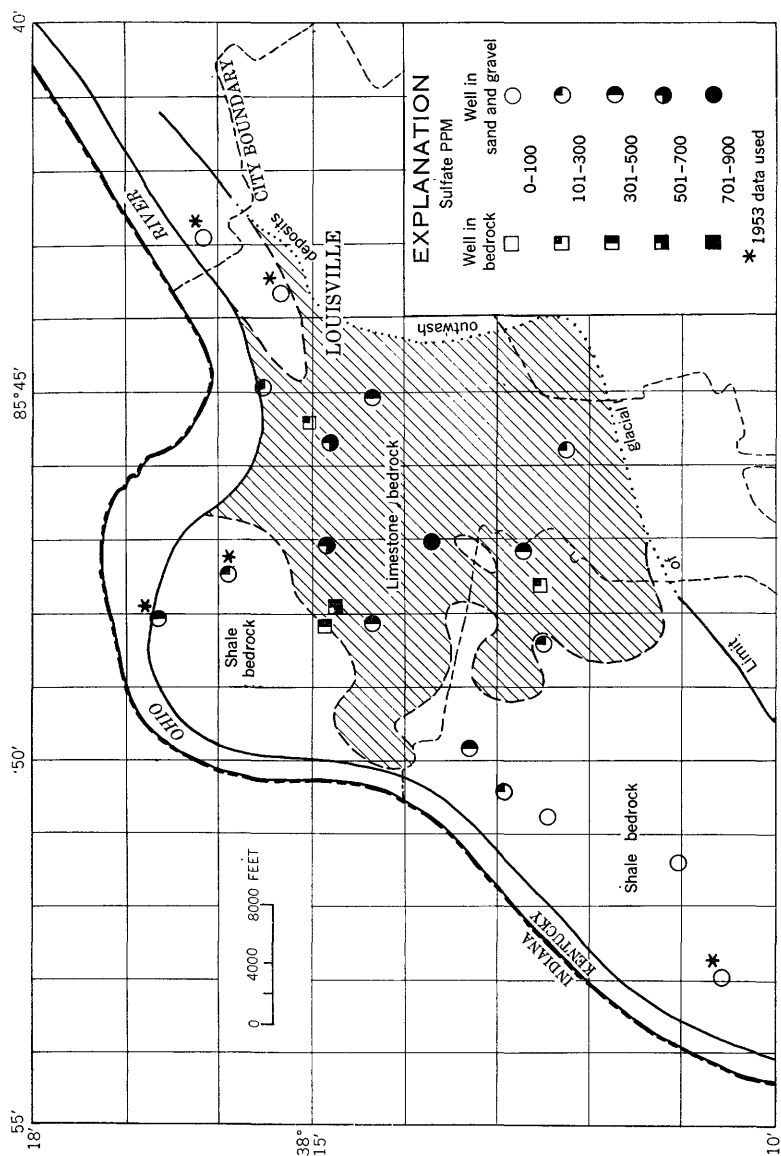 40'
RIVER
CITY BOUNDARY
deposits
LOUISVILLE
EXPLANATION
Sulfate PPM
Well in
bedrock
Well in
sand and gravel
0-100
101-300
301-500
501-700
701-900
* 1953 data used
outwash
85°45'
Limestone bedrock
glacial
of
Limit
Shale
bedrock
OHIO
'50'
Shale bedrock
INDIANA
KENTUCKY
0 4000 8000 FEET
55'
18'
38°
15'
10'